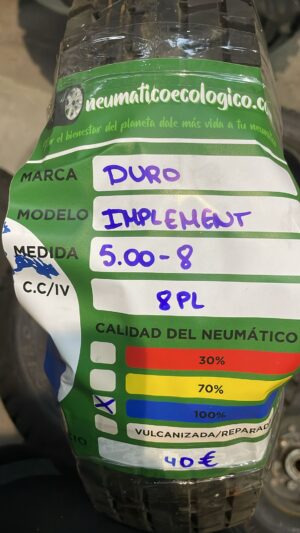 neumaticoecologico.c
el bienestar del planeta dale más vida a tu
MARCA DURO
MODELO IMPLEMENT
MEDIDA 5.00-8
C.C/IV 8PL
CALIDAD DEL NEUMÁTICO
30%
70%
X 100%
VULCANIZADA/REPARAD
CIO 40€